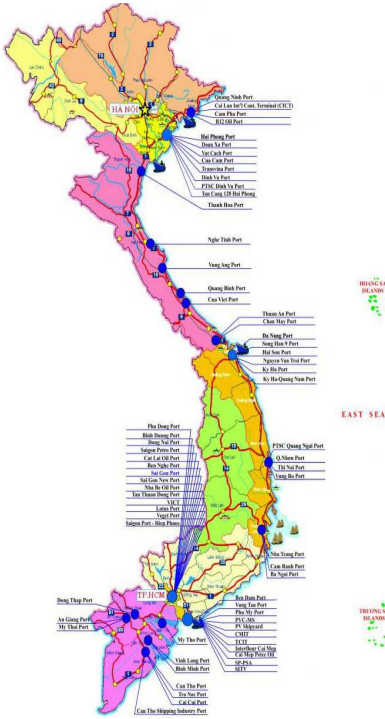 HÀ NỘI
Quang Ninh Port
Cai Lan Int'l Cont. Terminal (CICT)
Cam Pha Port
B12 Oil Port
Hai Phong Port
Doan Xa Port
Vat Cach Port
Cua Cam Port
Transvina Port
Dinh Vu Port
PTSC Dinh Vu Port
Tan Cang 128 Hai Phong
Thanh Hoa Port
Nghe Tinh Port
Vung Ang Port
Quang Binh Port
Cua Viet Port
HOANG SA
ISLANDS
Thuan An Port
Chan May Port
Da Nang Port
Song Han 9 Port
Hai Son Port
Nguyen Van Troi Port
Ky Ha Port
Ky Ha-Quang Nam Port
EAST SEA
Phu Dong Port
Binh Duong Port
Dong Nai Port
Saigon Petro Port
Cat Lai Oil Port
Ben Nghe Port
Sai Gon Port
Sai Gon New Port
Nha Be Oil Port
Tan Thuan Dong Port
VICT
Lotus Port
Veget Port
Saigon Port - Hiep Phuoc
PTSC Quang Ngai Port
Q.Nhon Port
Thi Nai Port
Vung Ro Port
Nha Trang Port
Cam Ranh Port
Ba Ngoi Port
TP.HCM
Dong Thap Port
An Giang Port
My Thoi Port
My Tho Port
Vinh Long Port
Binh Minh Port
Can Tho Port
Tra Noc Port
Cai Cui Port
Can Tho Shipping Industry
Ben Dam Port
Vung Tau Port
Phu My Port
PVC-MS
PV Shipyard
CMIT
TCIT
Interflour Cai Mep
Cai Mep Petec Oil
SP-PSA
SITV
TRUONG SA
ISLANDS